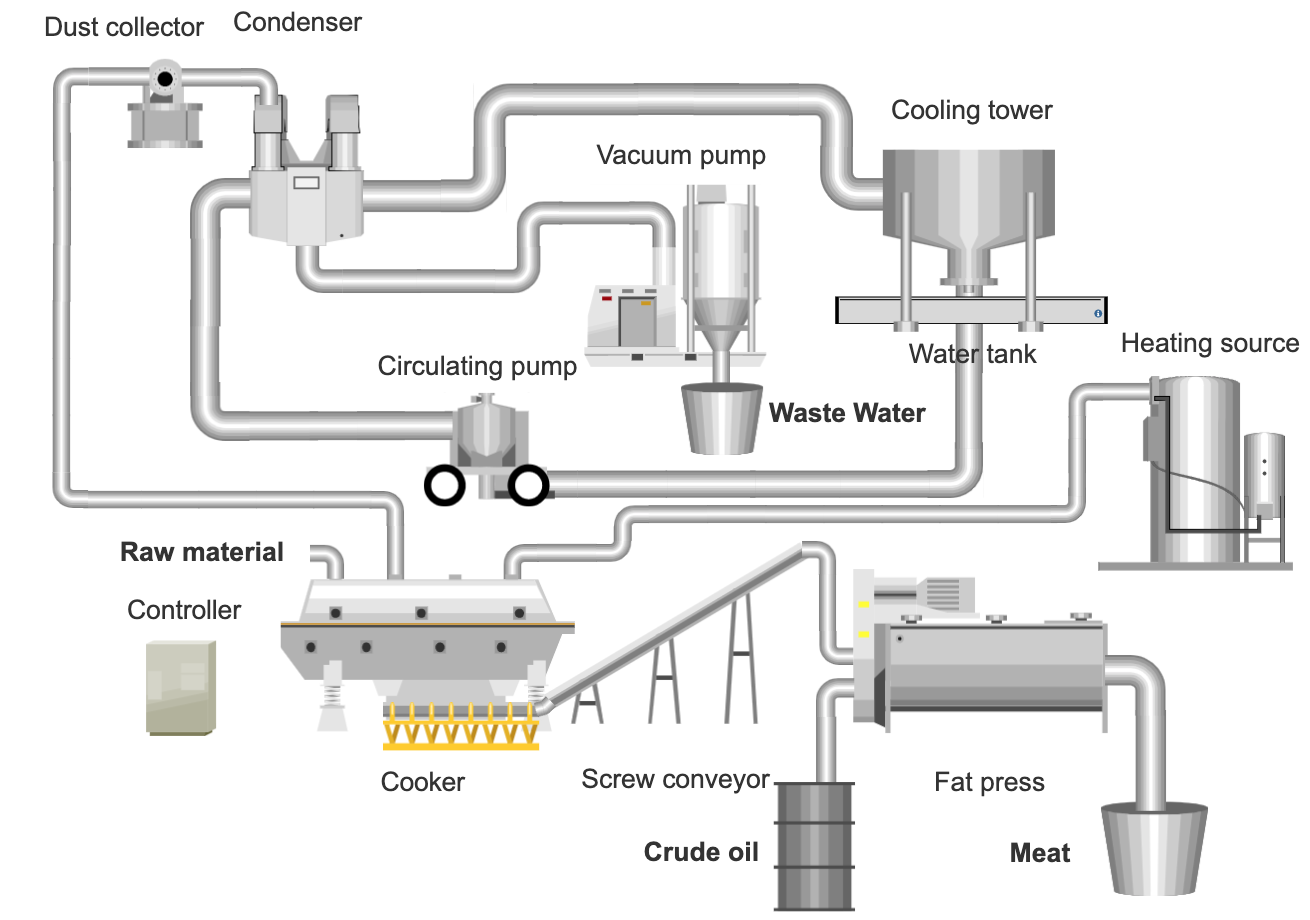 Dust collector
Condenser
Cooling tower
Vacuum pump
Water tank
Heating source
Circulating pump
Waste Water
Raw material
Controller
Cooker
Screw conveyor
Fat press
Crude oil
Meat